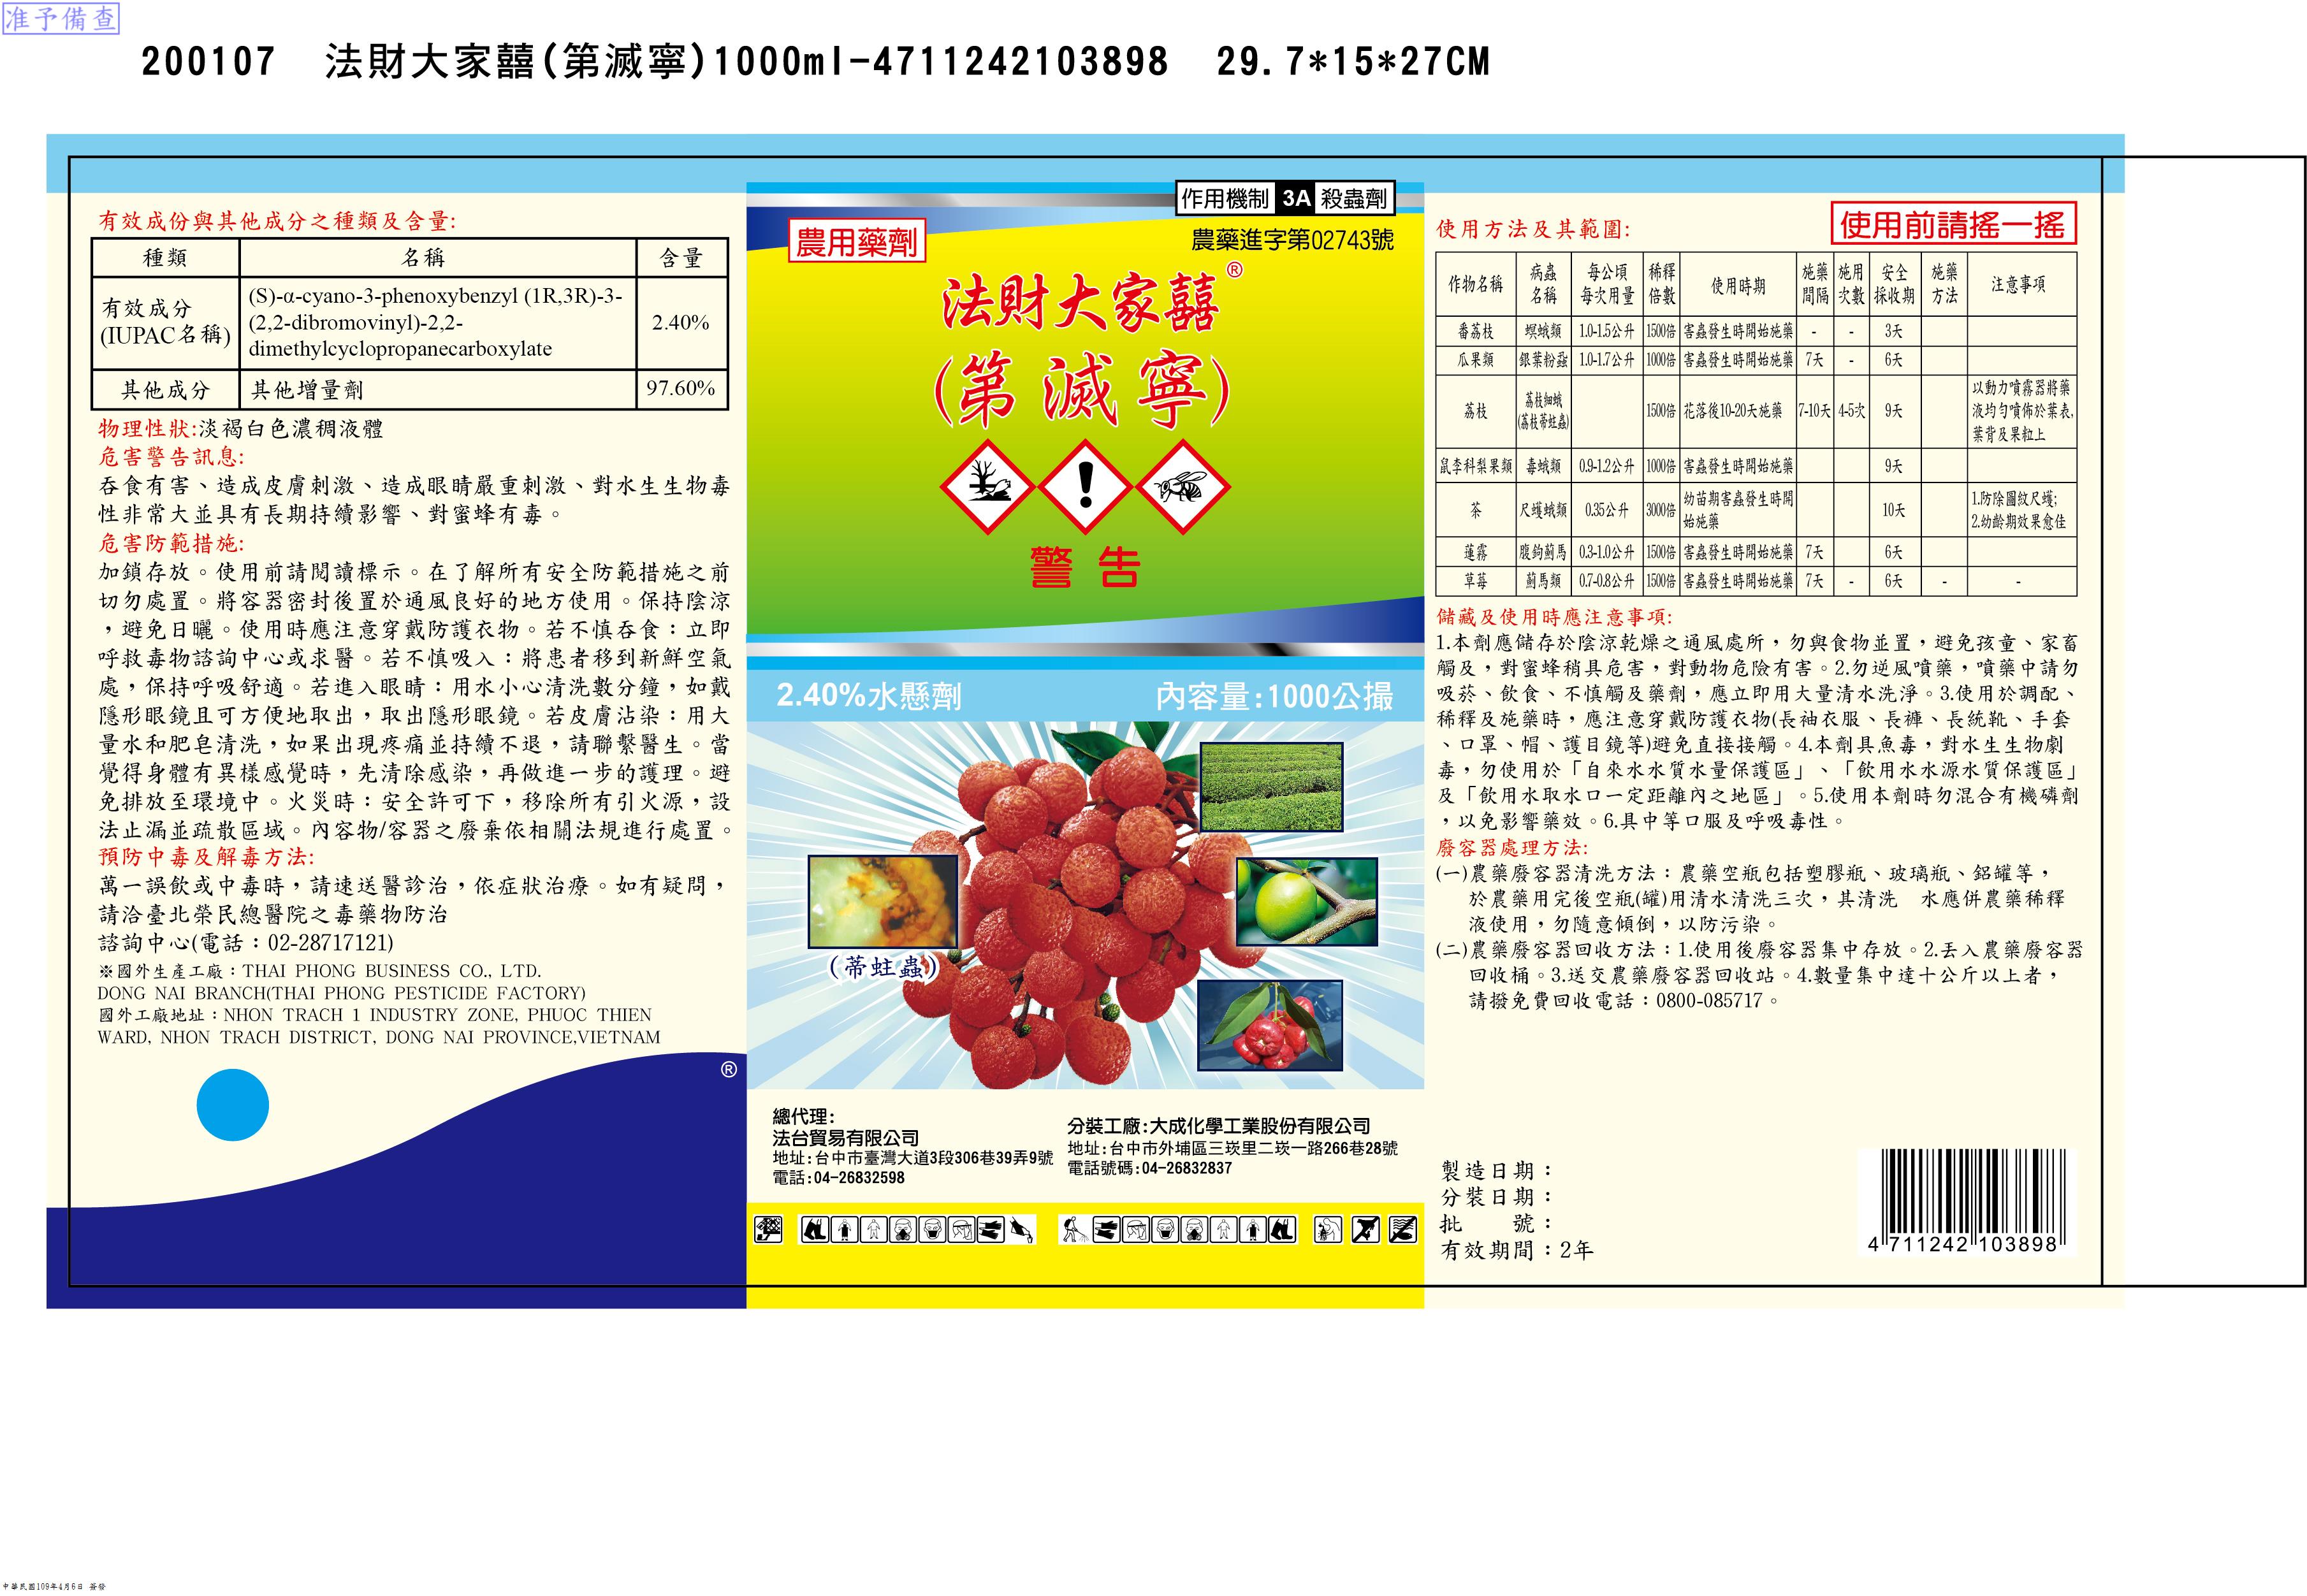 准予備查
200107 法財大家囍(第滅寧)1000ml-4711242103898 29.7*15*27CM
有效成份與其他成分之種類及含量:
種類 名稱 含量
有效成分
(IUPAC名稱)
(S)-α-cyano-3-phenoxybenzyl (1R,3R)-3-
(2,2-dibromovinyl)-2,2-
dimethylcyclopropanecarboxylate
2.40%
其他成分 其他增量劑 97.60%
物理性狀:淡褐白色濃稠液體
危害警告訊息:
吞食有害、造成皮膚刺激、造成眼睛嚴重刺激、對水生生物毒
性非常大並具有長期持續影響、對蜜蜂有毒。
危害防範措施:
加鎖存放。使用前請閱讀標示。在了解所有安全防範措施之前
切勿處置。將容器密封後置於通風良好的地方使用。保持陰涼
,避免日曬。使用時應注意穿戴防護衣物。若不慎吞食:立即
呼救毒物諮詢中心或求醫。若不慎吸入:將患者移到新鮮空氣
處,保持呼吸舒適。若進入眼睛:用水小心清洗數分鐘,如戴
隱形眼鏡且可方便地取出,取出隱形眼鏡。若皮膚沾染:用大
量水和肥皂清洗,如果出現疼痛並持續不退,請聯繫醫生。當
覺得身體有異樣感覺時,先清除感染,再做進一步的護理。避
免排放至環境中。火災時:安全許可下,移除所有引火源,設
法止漏並疏散區域。內容物/容器之廢棄依相關法規進行處置。
預防中毒及解毒方法:
萬一誤飲或中毒時,請速送醫診治,依症狀治療。如有疑問,
請洽臺北榮民總醫院之毒藥物防治
諮詢中心(電話:02-28717121)
※國外生產工廠:THAI PHONG BUSINESS CO., LTD.
DONG NAI BRANCH(THAI PHONG PESTICIDE FACTORY)
國外工廠地址:NHON TRACH 1 INDUSTRY ZONE, PHUOC THIEN
WARD, NHON TRACH DISTRICT, DONG NAI PROVINCE,VIETNAM
®
作用機制 3A 殺蟲劑
農用藥劑
農藥進字第02743號
法財大家囍®
(第滅寧)
警告
2.40%水懸劑 內容量:1000公撮
(蒂蛀蟲)
總代理:
法台貿易有限公司
地址:台中市臺灣大道3段306巷39弄9號
電話:04-26832598
分裝工廠:大成化學工業股份有限公司
地址:台中市外埔區三崁里二崁一路266巷28號
電話號碼:04-26832837
使用方法及其範圍:
使用前請搖一搖
作物名稱 病蟲名稱 每公頃每次用量 稀釋倍數 使用時期 施藥間隔 施用次數 安全採收期 施藥方法 注意事項
番荔枝 螟蛾類 1.0-1.5公升 1500倍 害蟲發生時開始施藥 - - 3天
瓜果類 銀葉粉蝨 1.0-1.7公升 1000倍 害蟲發生時開始施藥 7天 - 6天
荔枝 荔枝細蛾(荔枝蒂蛀蟲) 1500倍 花落後10-20天施藥 7-10天 4-5次 9天 以動力噴霧器將藥液均勻噴佈於葉表,葉背及果粒上
鼠李科梨果類 毒蛾類 0.9-1.2公升 1000倍 害蟲發生時開始施藥 9天
茶 尺蠖蛾類 0.35公升 3000倍 幼苗期害蟲發生時開始施藥 10天 1.防除圖紋尺蠖;2.幼齡期效果愈佳
蓮霧 腹鉤薊馬 0.3-1.0公升 1500倍 害蟲發生時開始施藥 7天 6天
草莓 薊馬類 0.7-0.8公升 1500倍 害蟲發生時開始施藥 7天 - 6天 - -
儲藏及使用時應注意事項:
1.本劑應儲存於陰涼乾燥之通風處所,勿與食物並置,避免孩童、家畜
觸及,對蜜蜂稍具危害,對動物危險有害。2.勿逆風噴藥,噴藥中請勿
吸菸、飲食、不慎觸及藥劑,應立即用大量清水洗淨。3.使用於調配、
稀釋及施藥時,應注意穿戴防護衣物(長袖衣服、長褲、長統靴、手套
、口罩、帽、護目鏡等)避免直接接觸。4.本劑具魚毒,對水生生物劇
毒,勿使用於「自來水水質水量保護區」、「飲用水水源水質保護區」
及「飲用水取水口一定距離內之地區」。5.使用本劑時勿混合有機磷劑
,以免影響藥效。6.具中等口服及呼吸毒性。
廢容器處理方法:
(一)農藥廢容器清洗方法:農藥空瓶包括塑膠瓶、玻璃瓶、鋁罐等,
於農藥用完後空瓶(罐)用清水清洗三次,其清洗 水應併農藥稀釋
液使用,勿隨意傾倒,以防污染。
(二)農藥廢容器回收方法:1.使用後廢容器集中存放。2.丟入農藥廢容器
回收桶。3.送交農藥廢容器回收站。4.數量集中達十公斤以上者,
請撥免費回收電話:0800-085717。
製造日期:
分裝日期:
批 號:
有效期間:2年
4 711242 103898
中華民國109年4月6日 簽發